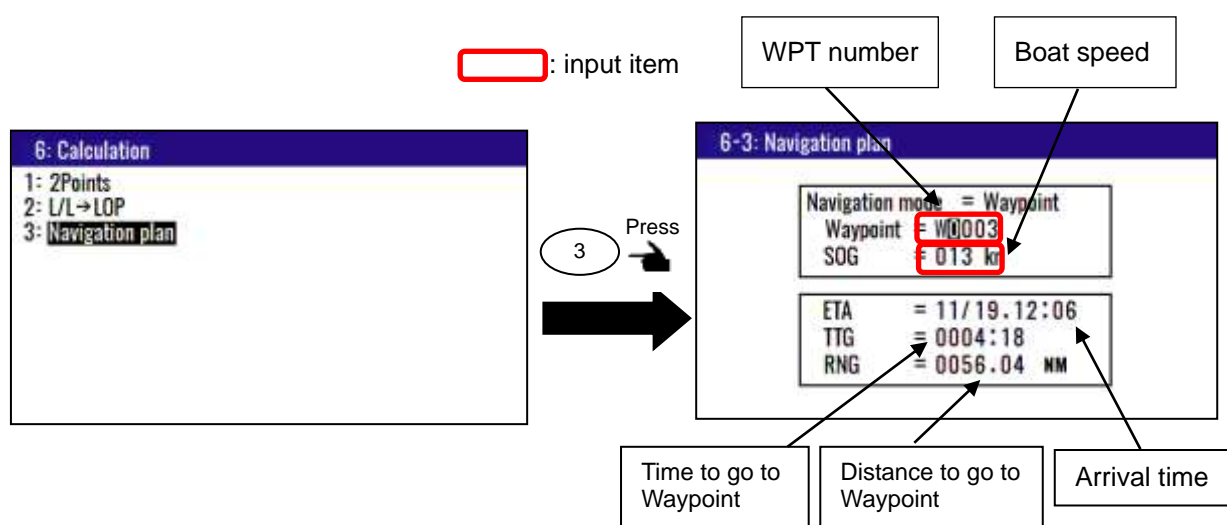 : input item
WPT number
Boat speed
6: Calculation
1: 2Points
2: L/L→LOP
3: Navigation plan
3
Press
6-3: Navigation plan
Navigation mode = Waypoint
Waypoint = W0003
SOG = 013 kn
ETA = 11/19.12:06
TTG = 0004:18
RNG = 0056.04 NM
Time to go to
Waypoint
Distance to go to
Waypoint
Arrival time